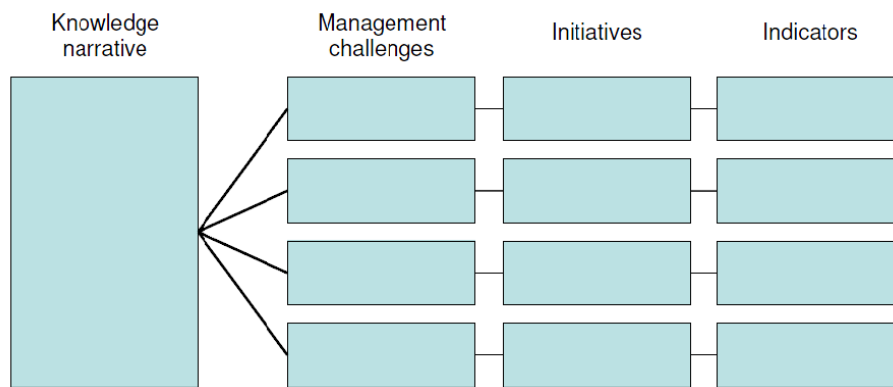 Knowledge
narrative
Management
challenges
Initiatives
Indicators